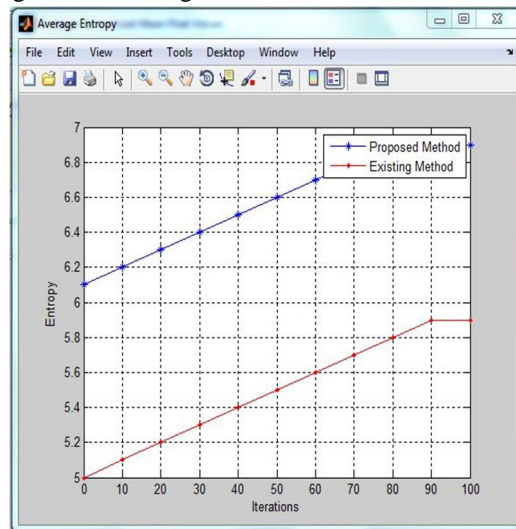 Average Entropy
File Edit View Insert Tools Desktop Window Help
7
Proposed Method
Existing Method
6.8
6.6
6.4
6.2
6
5.8
5.6
5.4
5.2
5
Entropy
0 10 20 30 40 50 60 70 80 90 100
Iterations